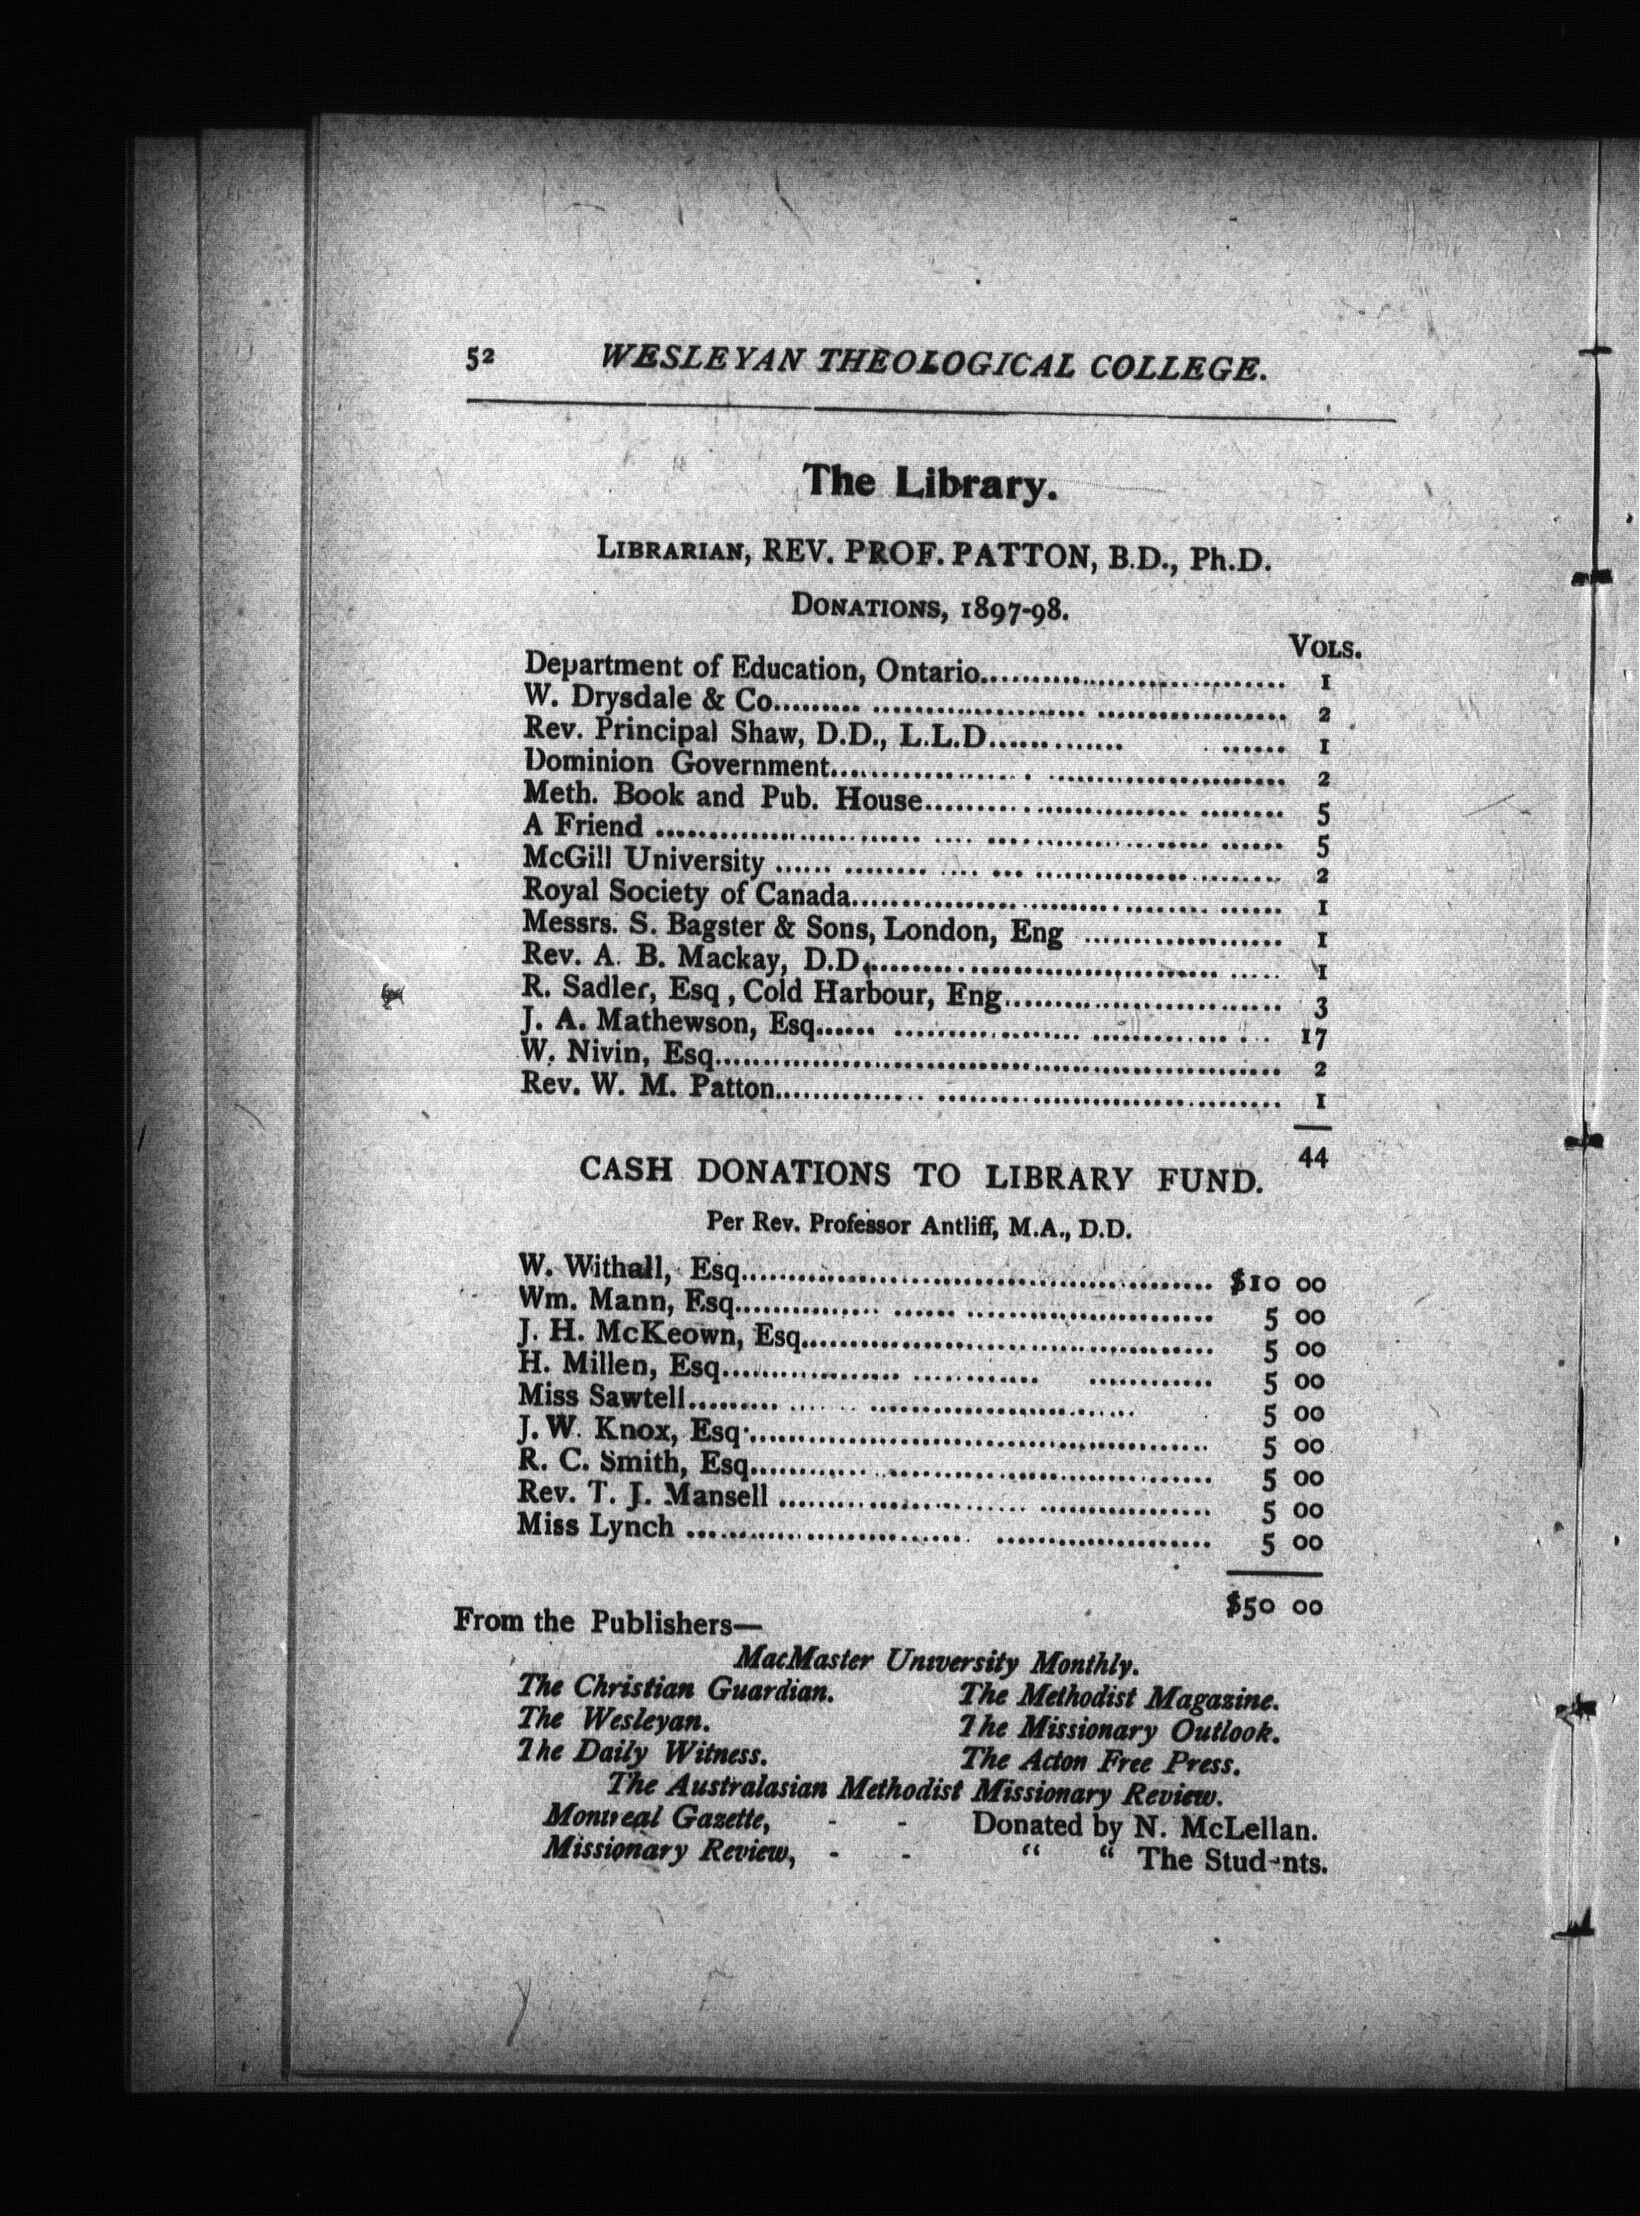 52 WESLEYAN THEOLOGICAL COLLEGE.
The Library.
LIBRARIAN, REV. PROF. PATTON, B.D., Ph.D.
DONATIONS, 1897-98.
VOLS.
Department of Education, Ontario.................................. 1
W. Drysdale & Co......... ..................... ................... 2
Rev. Principal Shaw, D.D., L.L.D.............. ...... 1
Dominion Government.................... ......................... 2
Meth. Book and Pub. House.......... ................ ........ 5
A Friend ........................... .... .... .................. ...... 5
McGill University ...... ........ .... ... ................ ......... 2
Royal Society of Canada................. ......... ......... ...... 1
Messrs. S. Bagster & Sons, London, Eng .................... 1
Rev. A. B. Mackay, D.D........... ......................... ..... 1
R. Sadler, Esq., Cold Harbour, Eng............................. 3
J. A. Mathewson, Esq...... .................... .............. ... 17
W. Nivin, Esq............................................................ 2
Rev. W. M. Patton............... .................................... 1
44
CASH DONATIONS TO LIBRARY FUND.
Per Rev. Professor Antliff, M.A., D.D.
W. Withall, Esq................................................. $10 00
Wm. Mann, Esq............... ...... ......................... 5 00
J. H. McKeown, Esq.......................................... 5 00
H. Millen, Esq.................. ............ ............ 5 00
Miss Sawtell......... ...... .......................... 5 00
J. W. Knox, Esq................................................ 5 00
R. C. Smith, Esq............ .................................. 5 00
Rev. T. J. Mansell ......................... ................. 5 00
Miss Lynch ............................ ...................... 5 00
$50 00
From the Publishers—
MacMaster University Monthly.
The Christian Guardian. The Methodist Magazine.
The Wesleyan. The Missionary Outlook.
The Daily Witness. The Acton Free Press.
The Australasian Methodist Missionary Review.
Montreal Gazette, - - Donated by N. McLellan.
Missionary Review, - - “ “ The Students.